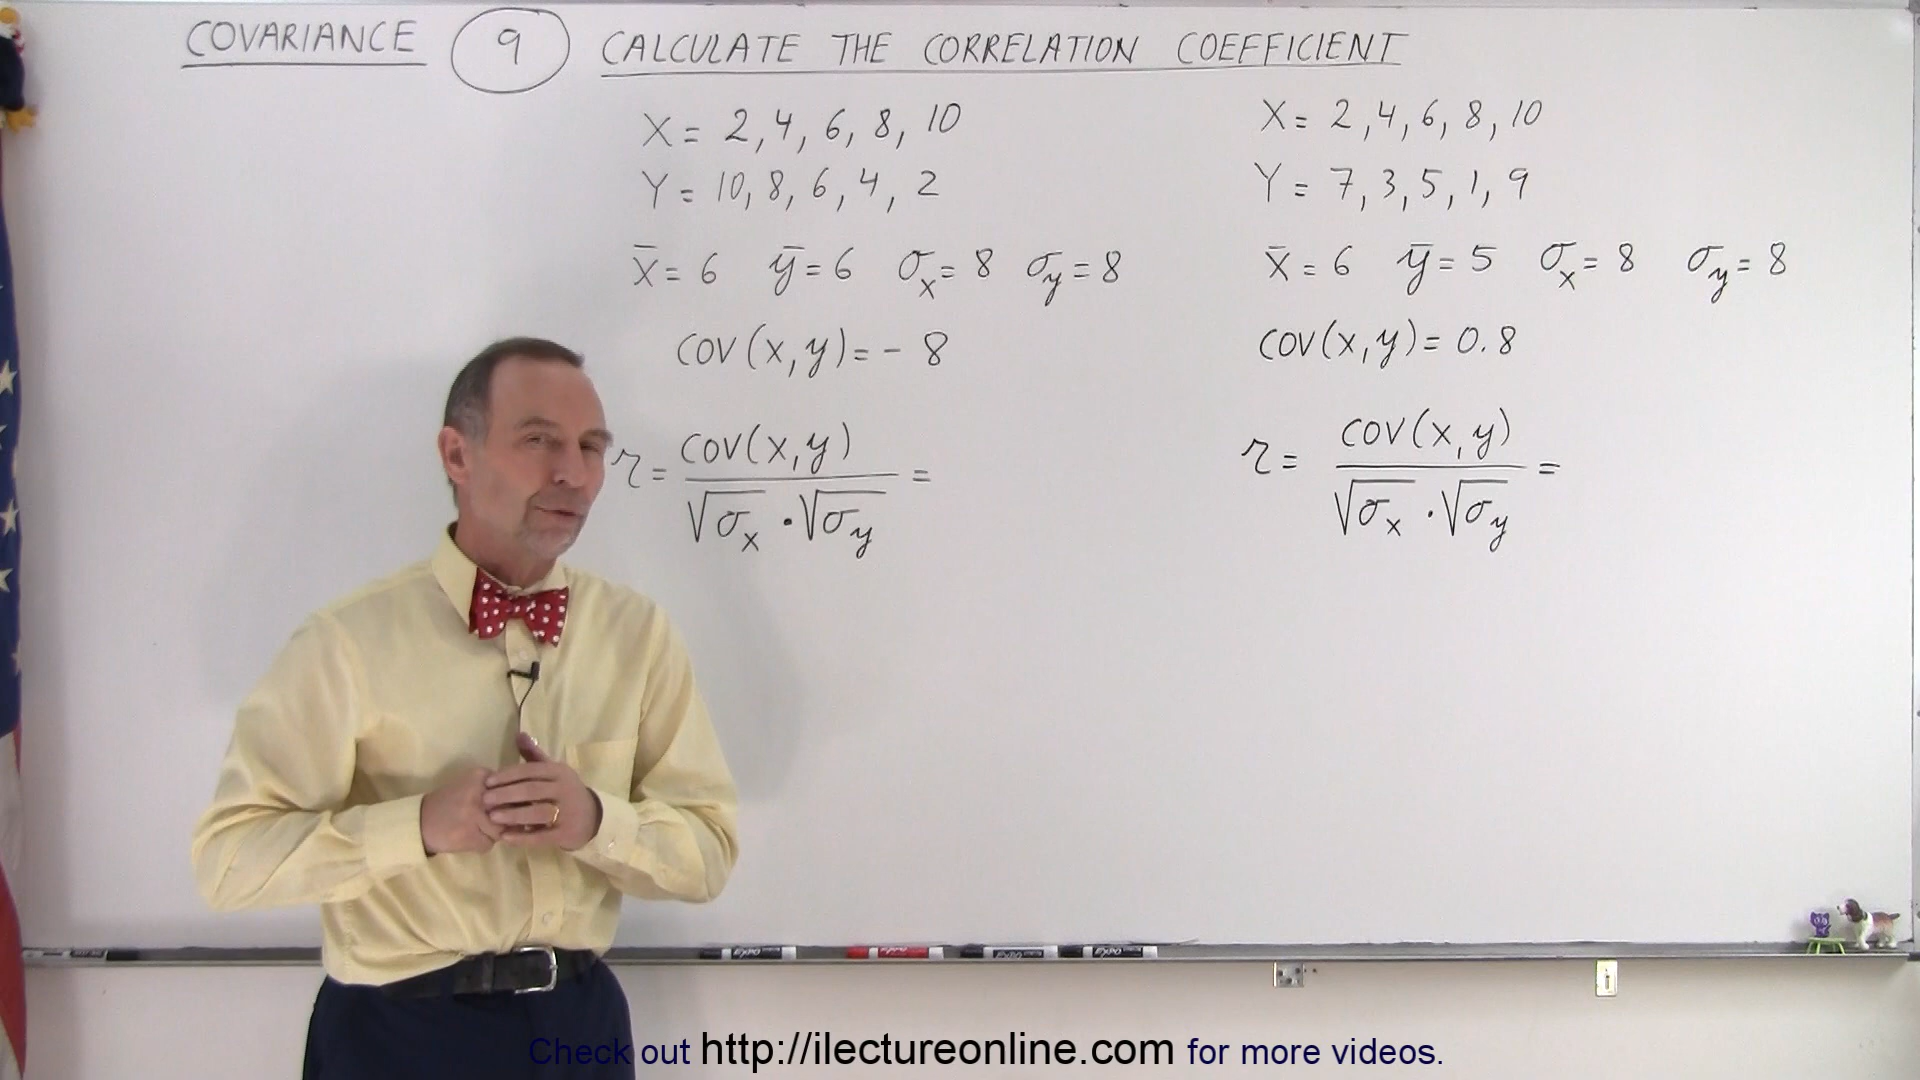 COVARIANCE 9 CALCULATE THE CORRELATION COEFFICIENT
X = 2, 4, 6, 8, 10
Y = 10, 8, 6, 4, 2
x̄ = 6 ȳ = 6 σx = 8 σy = 8
COV(x,y) = - 8
r = COV(x,y) / √σx · √σy =
X = 2, 4, 6, 8, 10
Y = 7, 3, 5, 1, 9
x̄ = 6 ȳ = 5 σx = 8 σy = 8
COV(x,y) = 0.8
r = COV(x,y) / √σx · √σy =
Check out http://ilectureonline.com for more videos.